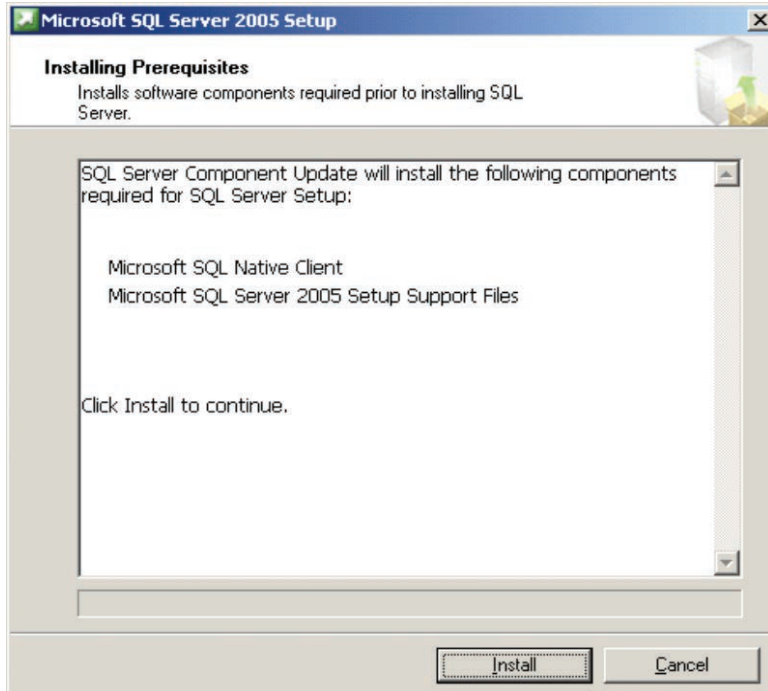 Microsoft SQL Server 2005 Setup
Installing Prerequisites
Installs software components required prior to installing SQL
Server.
SQL Server Component Update will install the following components
required for SQL Server Setup:
Microsoft SQL Native Client
Microsoft SQL Server 2005 Setup Support Files
Click Install to continue.
Install
Cancel